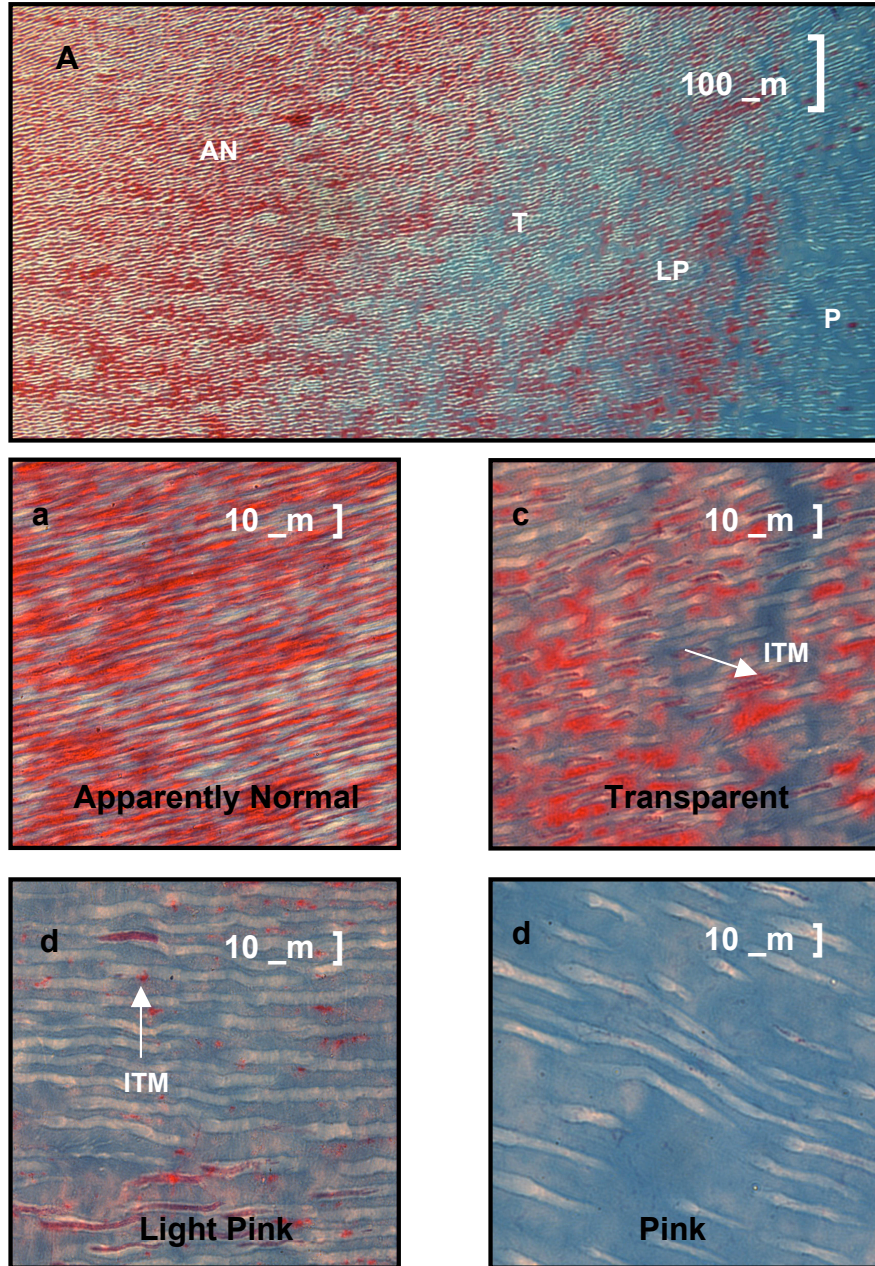 A
100 _m
AN
T
LP
P
a
10 _m
Apparently Normal
c
10 _m
ITM
Transparent
d
10 _m
ITM
Light Pink
d
10 _m
Pink